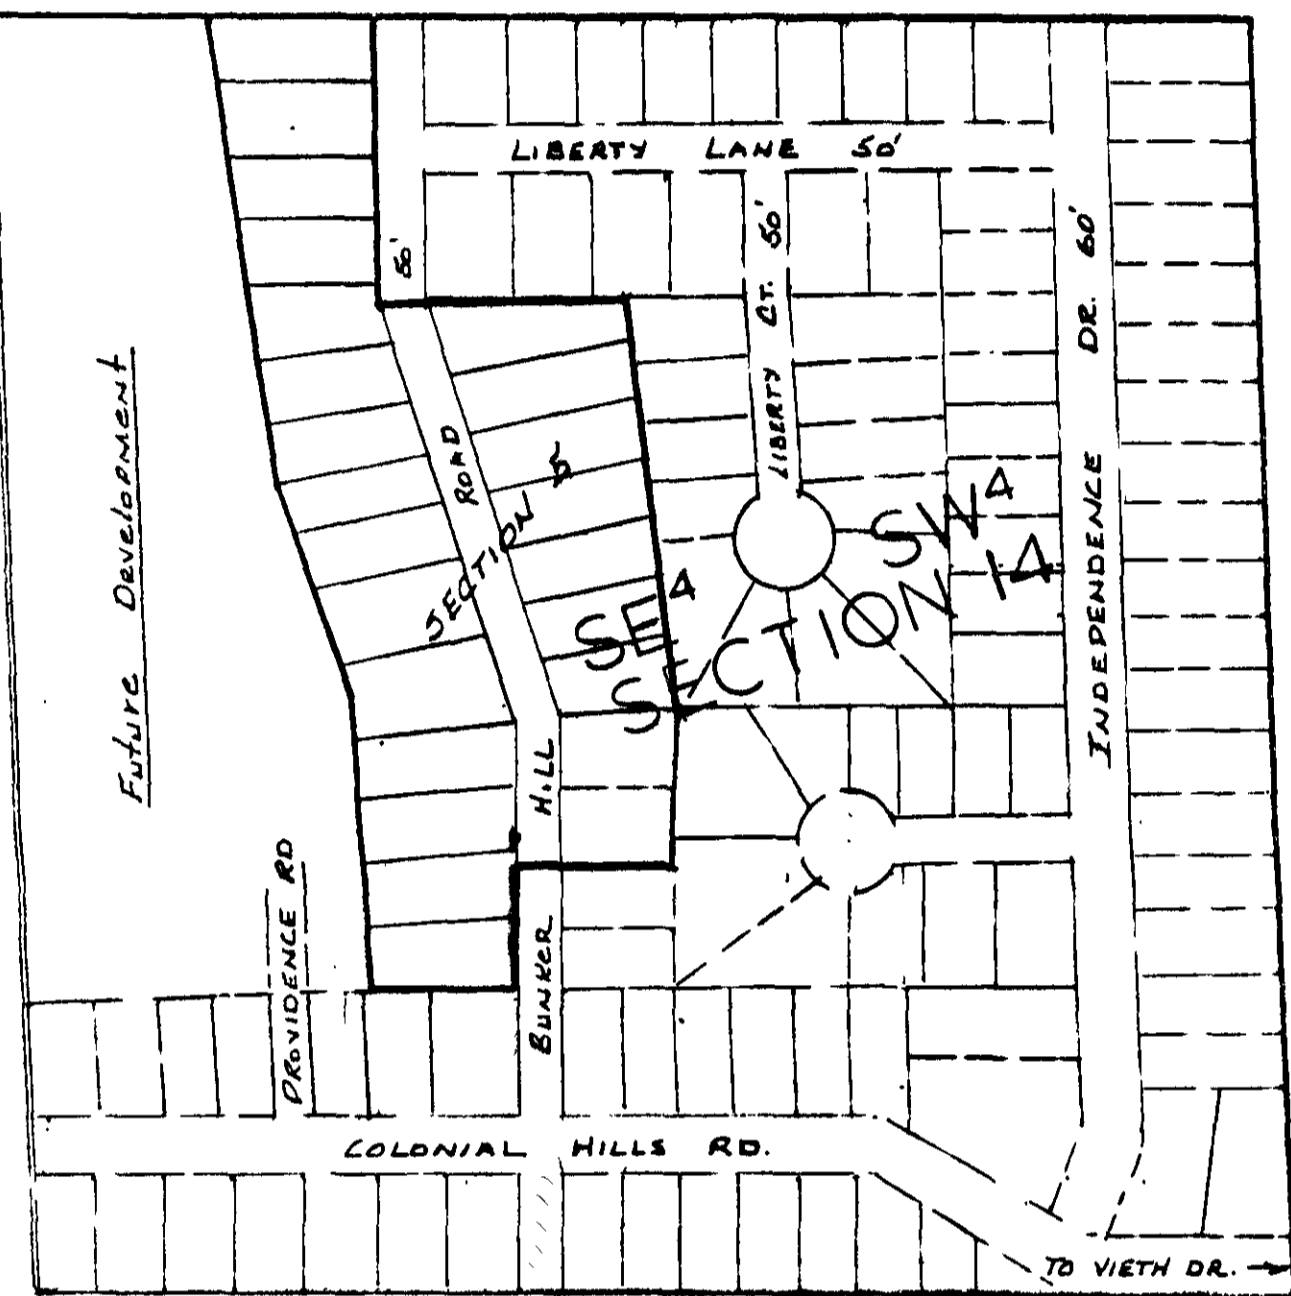 LIBERTY LANE 50'
50'
LIBERTY CT. 50'
INDEPENDENCE DR. 60'
Future Development
BUNKER HILL ROAD
SECTION 5
SW4
SE4
SECTION 14
PROVIDENCE RD
COLONIAL HILLS RD.
TO VIETH DR.